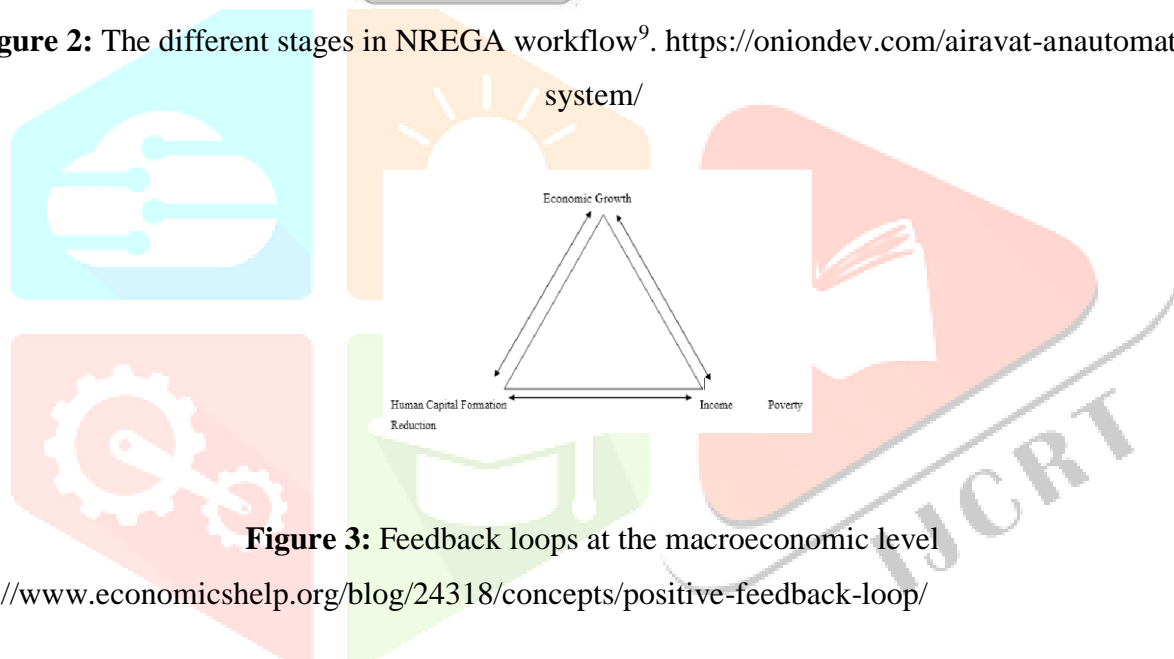 gure 2: The different stages in NREGA workflow9. https://oniondev.com/airavat-anautomat
system/
Economic Growth
Human Capital Formation Income Poverty
Reduction
Figure 3: Feedback loops at the macroeconomic level
//www.economicshelp.org/blog/24318/concepts/positive-feedback-loop/
IJCRT